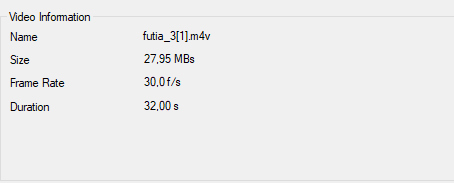 Video Information
Name futia_3[1].m4v
Size 27,95 MBs
Frame Rate 30,0 f/s
Duration 32,00 s